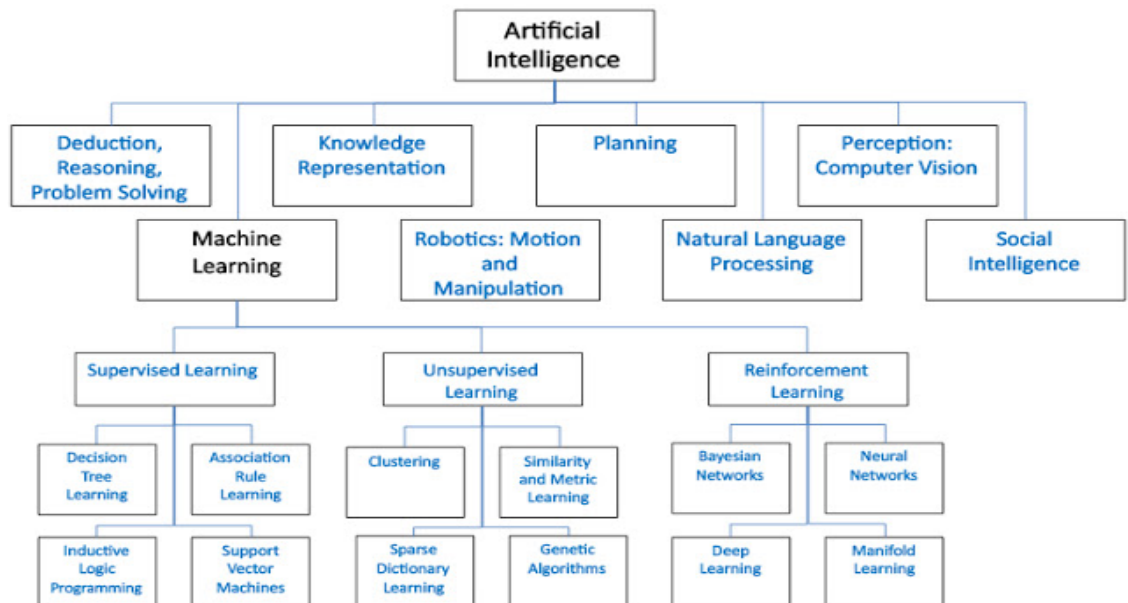 Artificial
Intelligence
Deduction,
Reasoning,
Problem Solving
Knowledge
Representation
Planning
Perception:
Computer Vision
Machine
Learning
Robotics: Motion
and
Manipulation
Natural Language
Processing
Social
Intelligence
Supervised Learning
Unsupervised
Learning
Reinforcement
Learning
Decision
Tree
Learning
Association
Rule
Learning
Clustering
Similarity
and Metric
Learning
Bayesian
Networks
Neural
Networks
Inductive
Logic
Programming
Support
Vector
Machines
Sparse
Dictionary
Learning
Genetic
Algorithms
Deep
Learning
Manifold
Learning